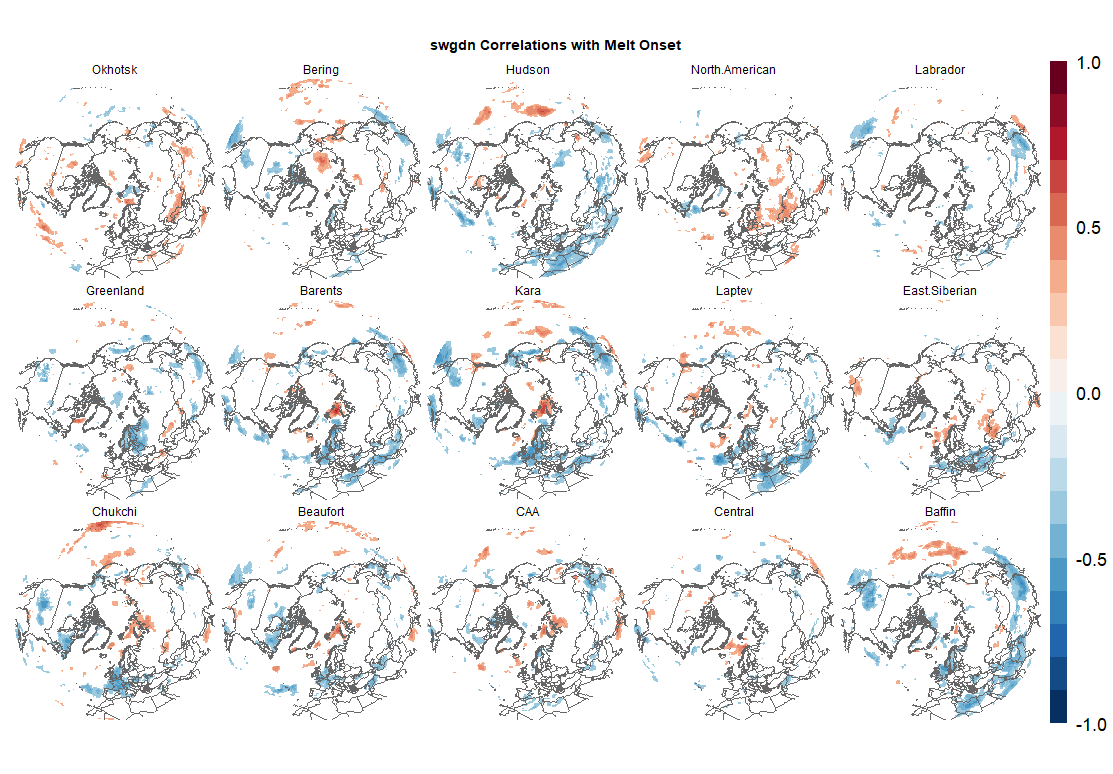 swgdn Correlations with Melt Onset
Okhotsk Bering Hudson North.American Labrador
Greenland Barents Kara Laptev East.Siberian
Chukchi Beaufort CAA Central Baffin
1.0
0.5
0.0
-0.5
-1.0